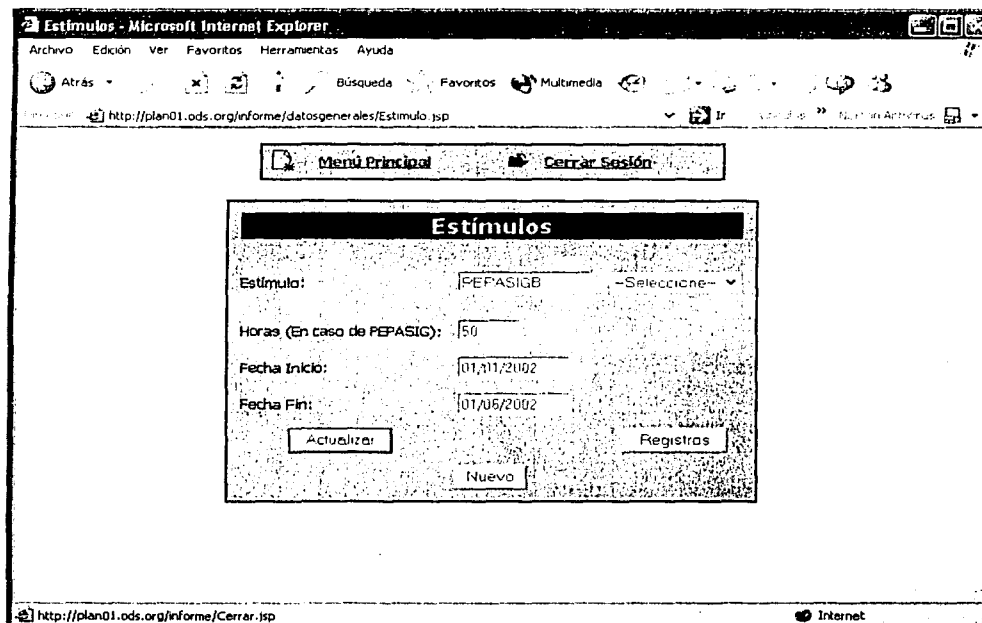 Estímulos - Microsoft Internet Explorer
Archivo Edición Ver Favoritos Herramientas Ayuda
Atrás Búsqueda Favoritos Multimedia
http://plan01.ods.org/informe/datosgenerales/Estimulo.jsp Ir
Menú Principal Cerrar Sesión
Estímulos
Estímulo: PEPASIGB -Seleccione-
Horas (En caso de PEPASIG): 50
Fecha Inicio: 01/01/2002
Fecha Fin: 01/06/2002
Actualizar Registros
Nuevo
http://plan01.ods.org/informe/Cerrar.jsp Internet